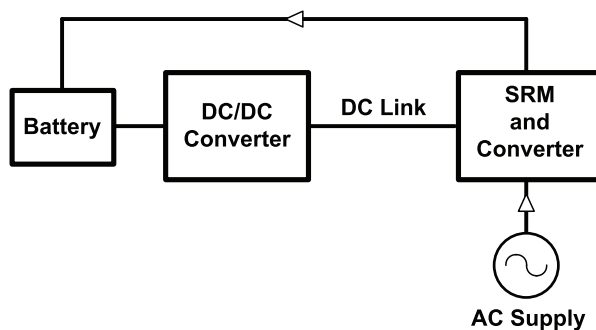 Battery
DC/DC
Converter
DC Link
SRM
and
Converter
AC Supply